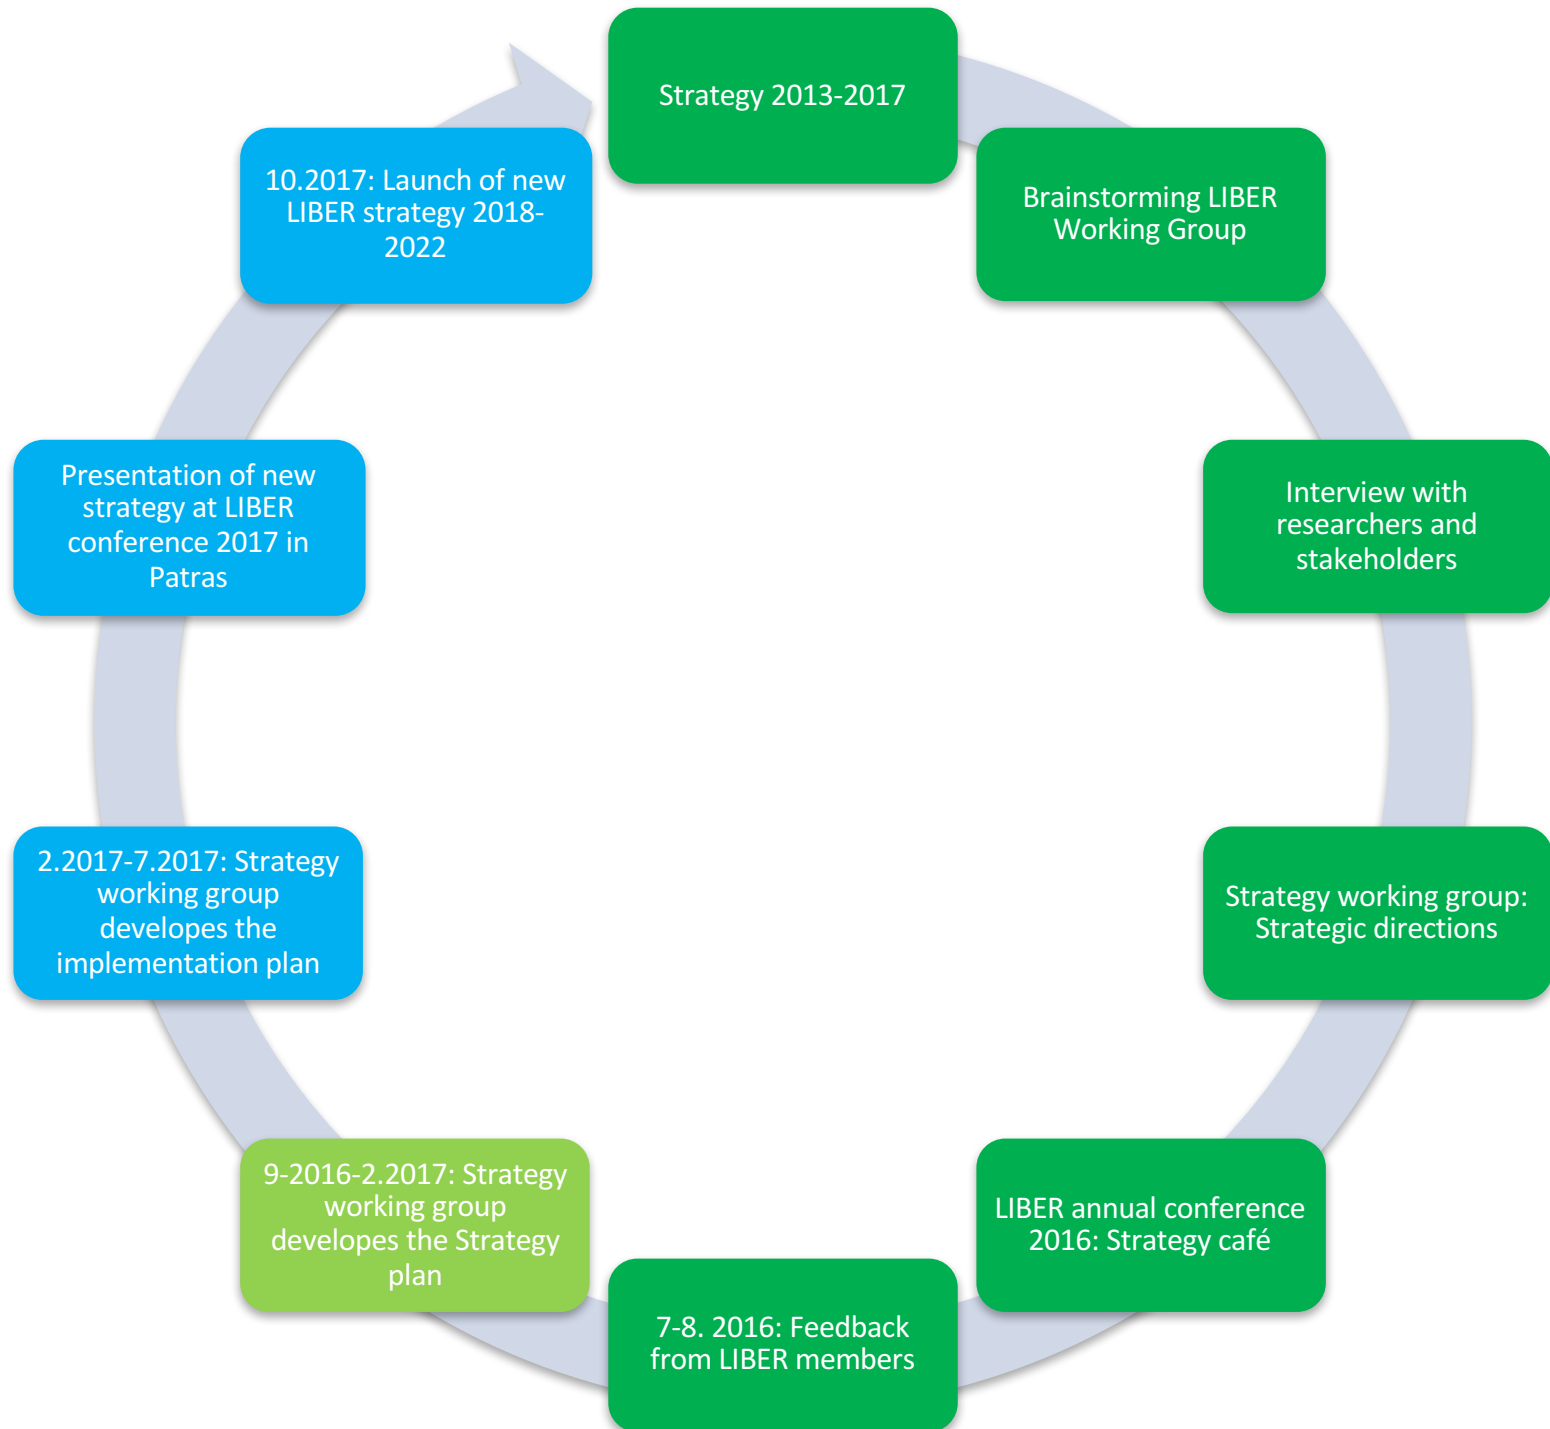 Strategy 2013-2017
Brainstorming LIBER
Working Group
Interview with
researchers and
stakeholders
Strategy working group:
Strategic directions
LIBER annual conference
2016: Strategy café
7-8. 2016: Feedback
from LIBER members
9-2016-2.2017: Strategy
working group
developes the Strategy
plan
2.2017-7.2017: Strategy
working group
developes the
implementation plan
Presentation of new
strategy at LIBER
conference 2017 in
Patras
10.2017: Launch of new
LIBER strategy 2018-
2022